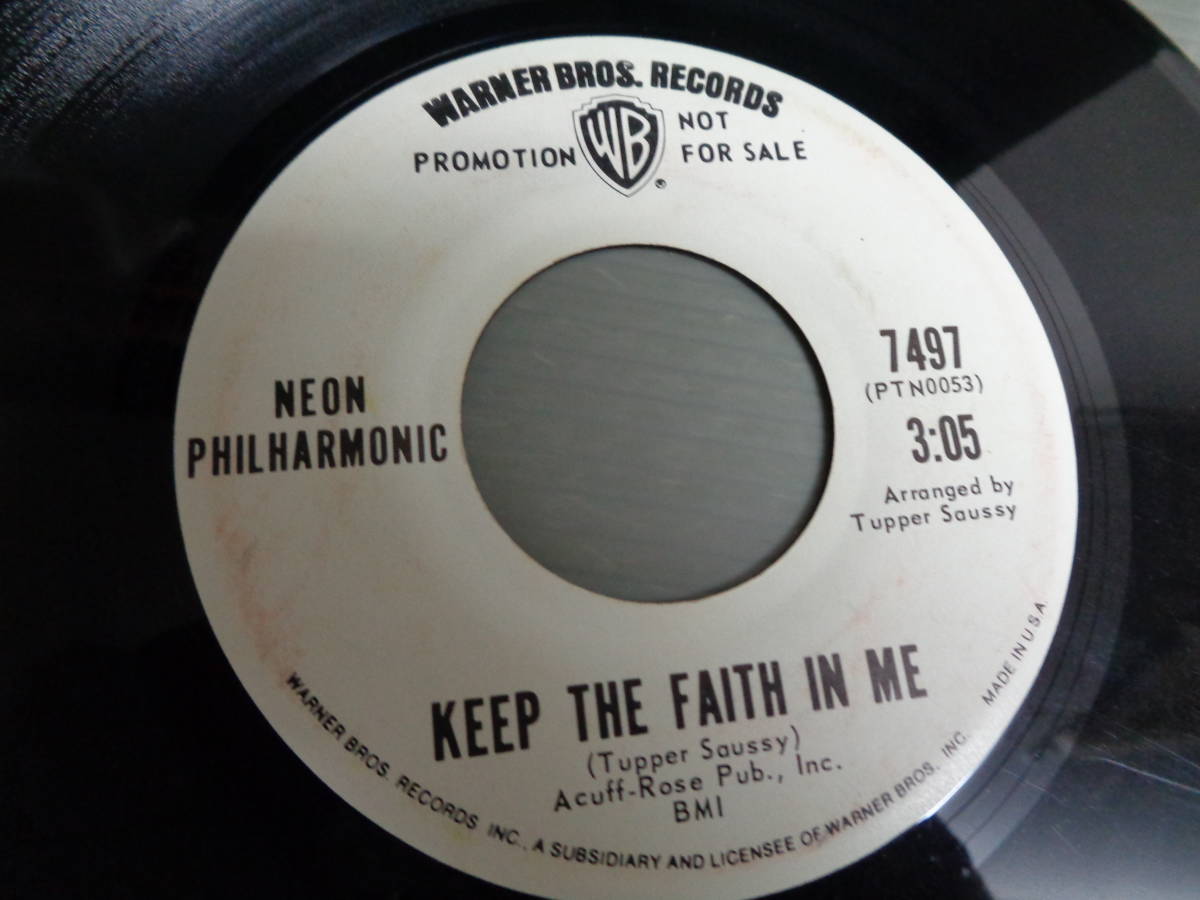 WARNER BROS. RECORDS
PROMOTION WB NOT
FOR SALE
®
NEON
PHILHARMONIC
7497
(PTN0053)
3:05
Arranged by
Tupper Saussy
KEEP THE FAITH IN ME
(Tupper Saussy)
Acuff-Rose Pub., Inc.
BMI
WARNER BROS. RECORDS INC., A SUBSIDIARY AND LICENSEE OF WARNER BROS. INC.
MADE IN U.S.A.